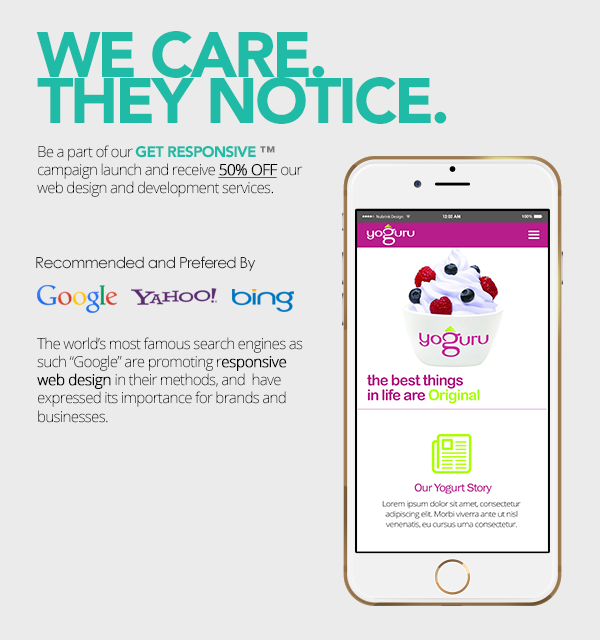 WE CARE.
THEY NOTICE.
Be a part of our GET RESPONSIVE ™
campaign launch and receive 50% OFF our
web design and development services.
Recommended and Prefered By
Google YAHOO! bing
The world's most famous search engines as
such "Google" are promoting responsive
web design in their methods, and have
expressed its importance for brands and
businesses.
12:02 AM 100%
yoguru
yoguru
the best things
in life are Original
Our Yogurt Story
Lorem ipsum dolor sit amet, consectetur
adipiscing elit. Morbi viverra ante ut nisl
venenatis, eu cursus urna consectetur.